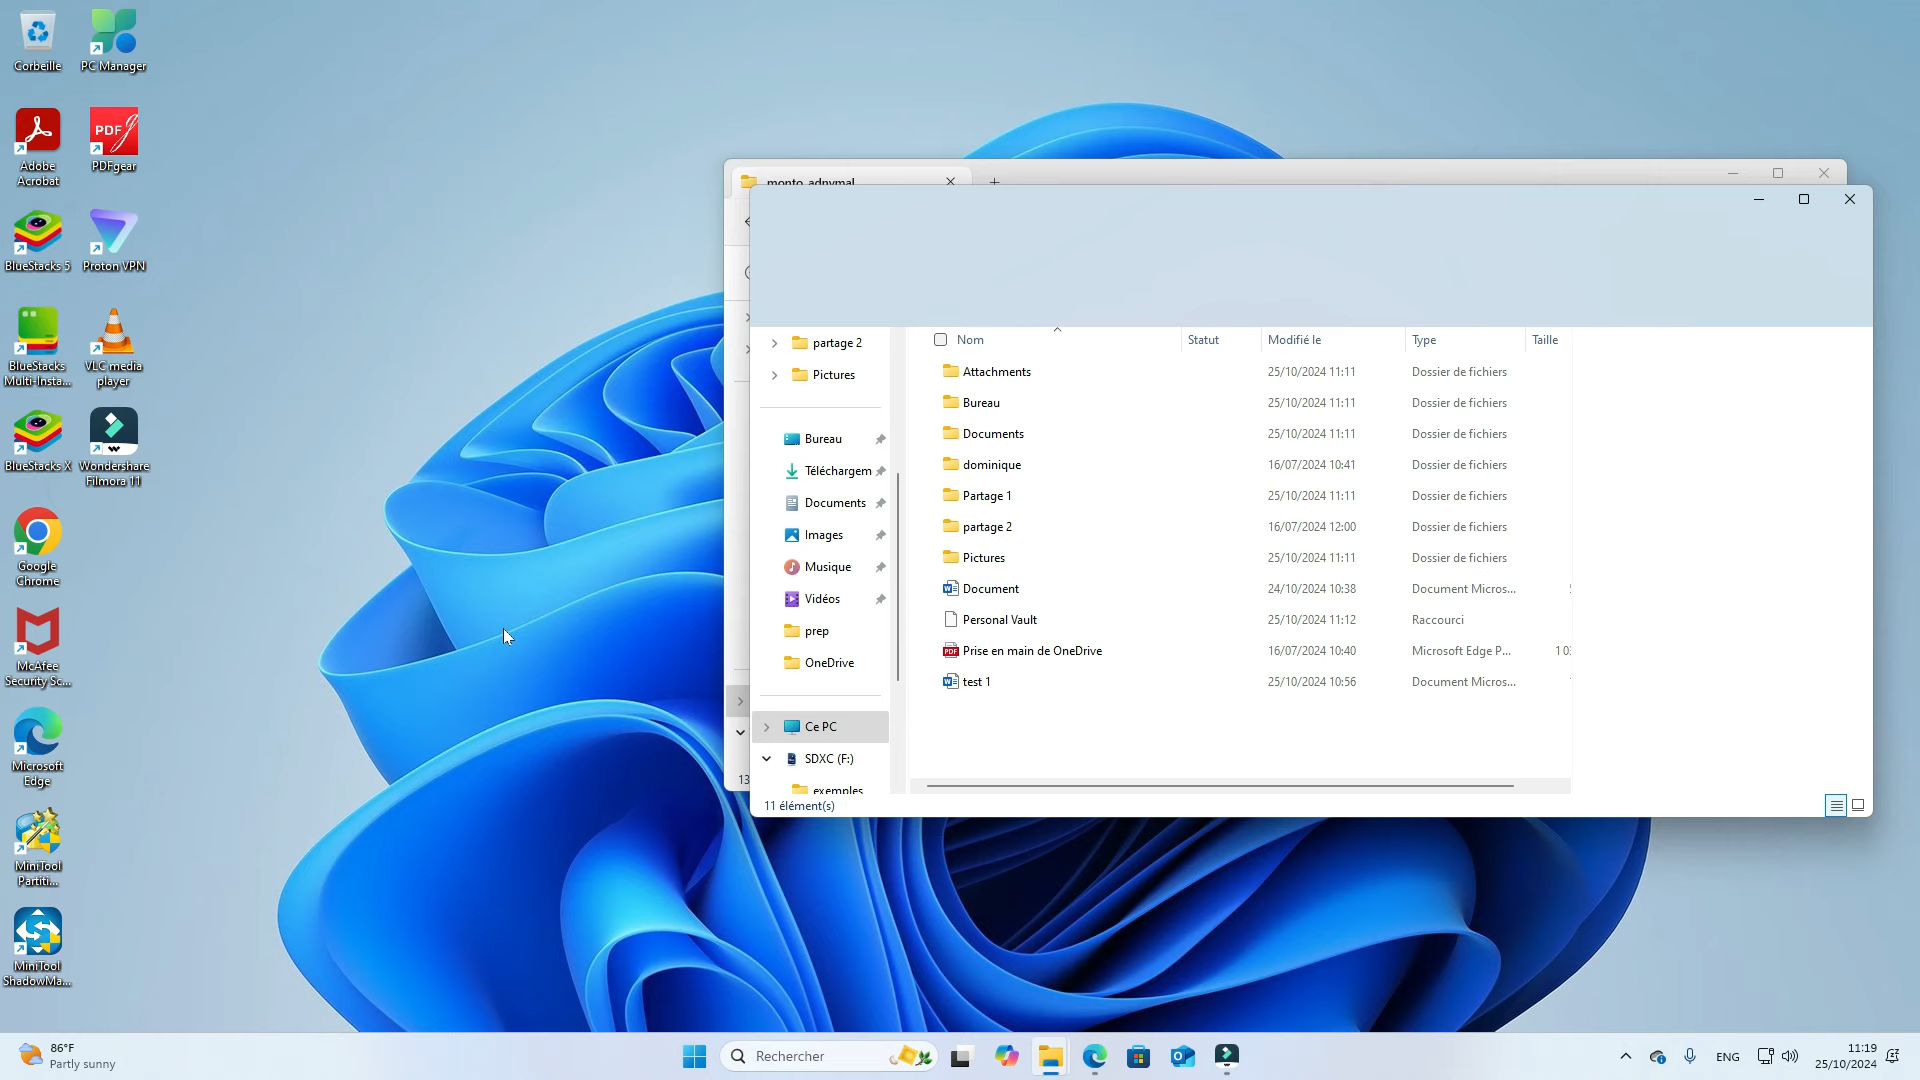 Corbeille
PC Manager
Adobe
Acrobat
PDFgear
BlueStacks 5
Proton VPN
BlueStacks
Multi-Insta...
VLC media
player
BlueStacks X
Wondershare
Filmora 11
Google
Chrome
McAfee
Security Sc...
Microsoft
Edge
MiniTool
Partiti...
MiniTool
ShadowMa...
monto_adnymal
partage 2
Pictures
Bureau
Téléchargem
Documents
Images
Musique
Vidéos
prep
OneDrive
Ce PC
SDXC (F:)
exemples
13
11 élément(s)
Nom Statut Modifié le Type Taille
Attachments 25/10/2024 11:11 Dossier de fichiers
Bureau 25/10/2024 11:11 Dossier de fichiers
Documents 25/10/2024 11:11 Dossier de fichiers
dominique 16/07/2024 10:41 Dossier de fichiers
Partage 1 25/10/2024 11:11 Dossier de fichiers
partage 2 16/07/2024 12:00 Dossier de fichiers
Pictures 25/10/2024 11:11 Dossier de fichiers
Document 24/10/2024 10:38 Document Micros...
Personal Vault 25/10/2024 11:12 Raccourci
PDF Prise en main de OneDrive 16/07/2024 10:40 Microsoft Edge P...
test 1 25/10/2024 10:56 Document Micros...
86°F
Partly sunny
Rechercher
ENG
11:19
25/10/2024